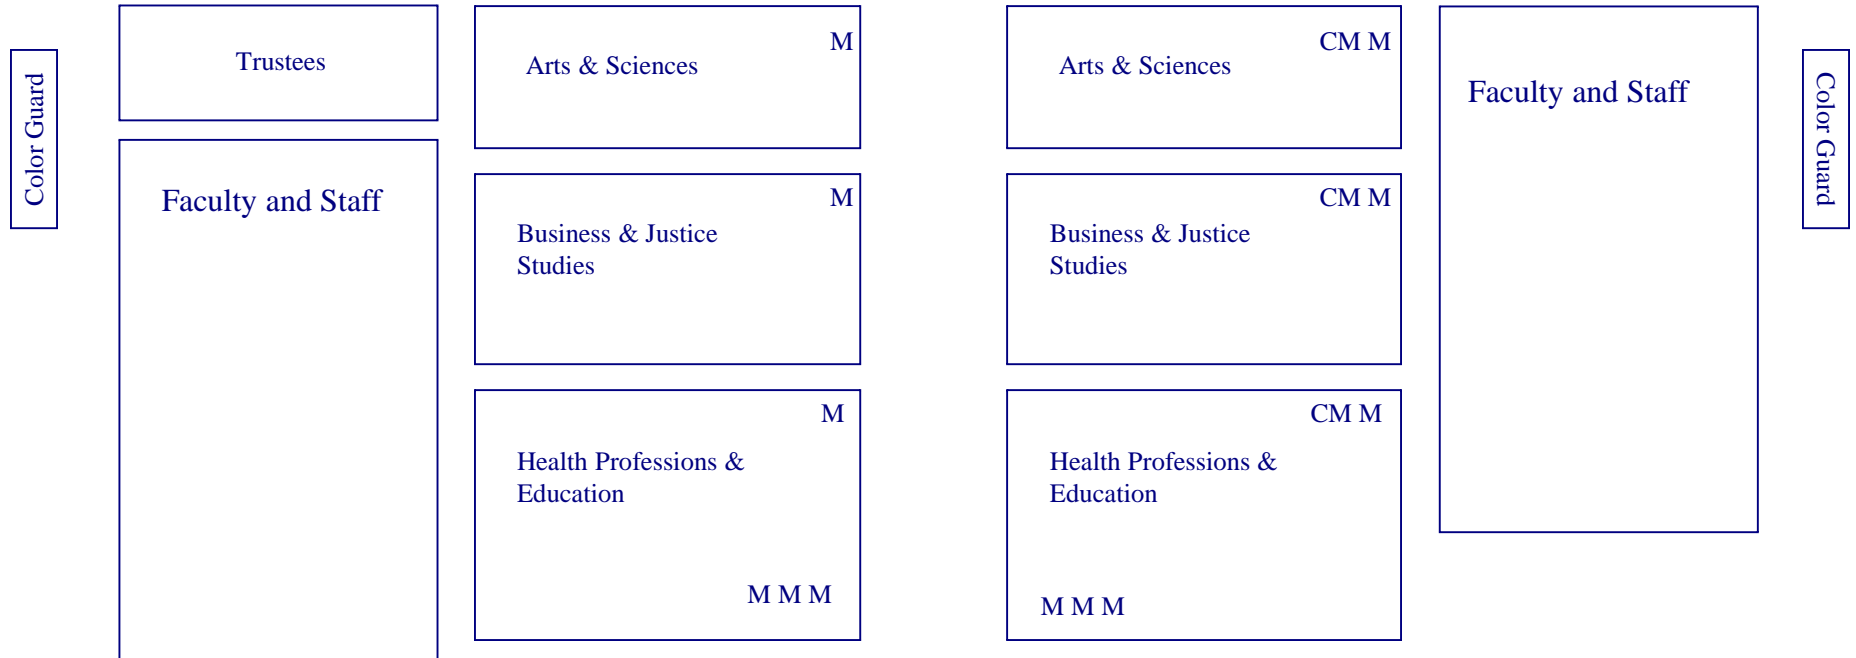 Color Guard
Trustees
Faculty and Staff
M
Arts & Sciences
M
Business & Justice
Studies
M
Health Professions &
Education
M M M
CM M
Arts & Sciences
CM M
Business & Justice
Studies
CM M
Health Professions &
Education
M M M
Faculty and Staff
Color Guard